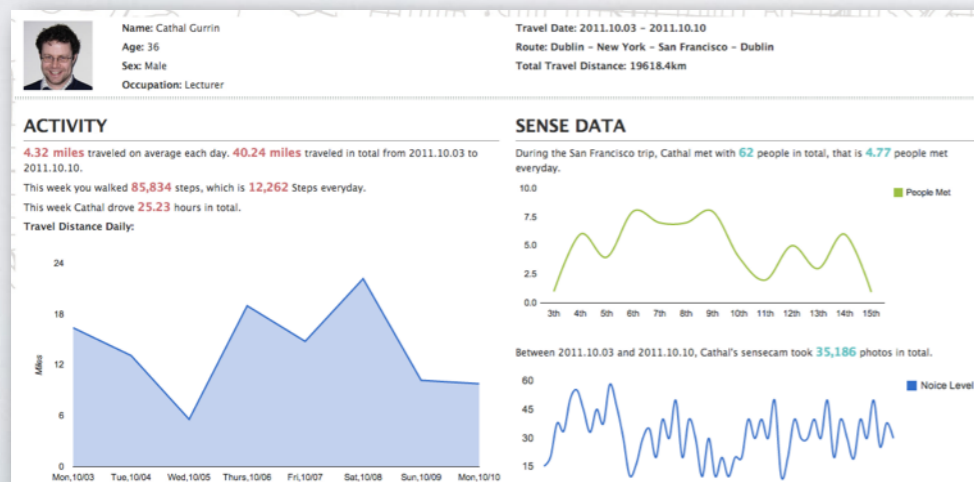 Name: Cathal Gurrin
Age: 36
Sex: Male
Occupation: Lecturer
Travel Date: 2011.10.03 - 2011.10.10
Route: Dublin - New York - San Francisco - Dublin
Total Travel Distance: 19618.4km
ACTIVITY
4.32 miles traveled on average each day. 40.24 miles traveled in total from 2011.10.03 to
2011.10.10.
This week you walked 85,834 steps, which is 12,262 Steps everyday.
This week Cathal drove 25.23 hours in total.
Travel Distance Daily:
24
18
12
6
0
Miles
Mon,10/03 Tue,10/04 Wed,10/05 Thurs,10/06 Fri,10/07 Sat,10/08 Sun,10/09 Mon,10/10
SENSE DATA
During the San Francisco trip, Cathal met with 62 people in total, that is 4.77 people met
everyday.
10.0
7.5
5.0
2.5
0.0
People Met
3th 4th 5th 6th 7th 8th 9th 10th 11th 12th 13th 14th 15th
Between 2011.10.03 and 2011.10.10, Cathal's sensecam took 35,186 photos in total.
60
45
30
15
Noice Level